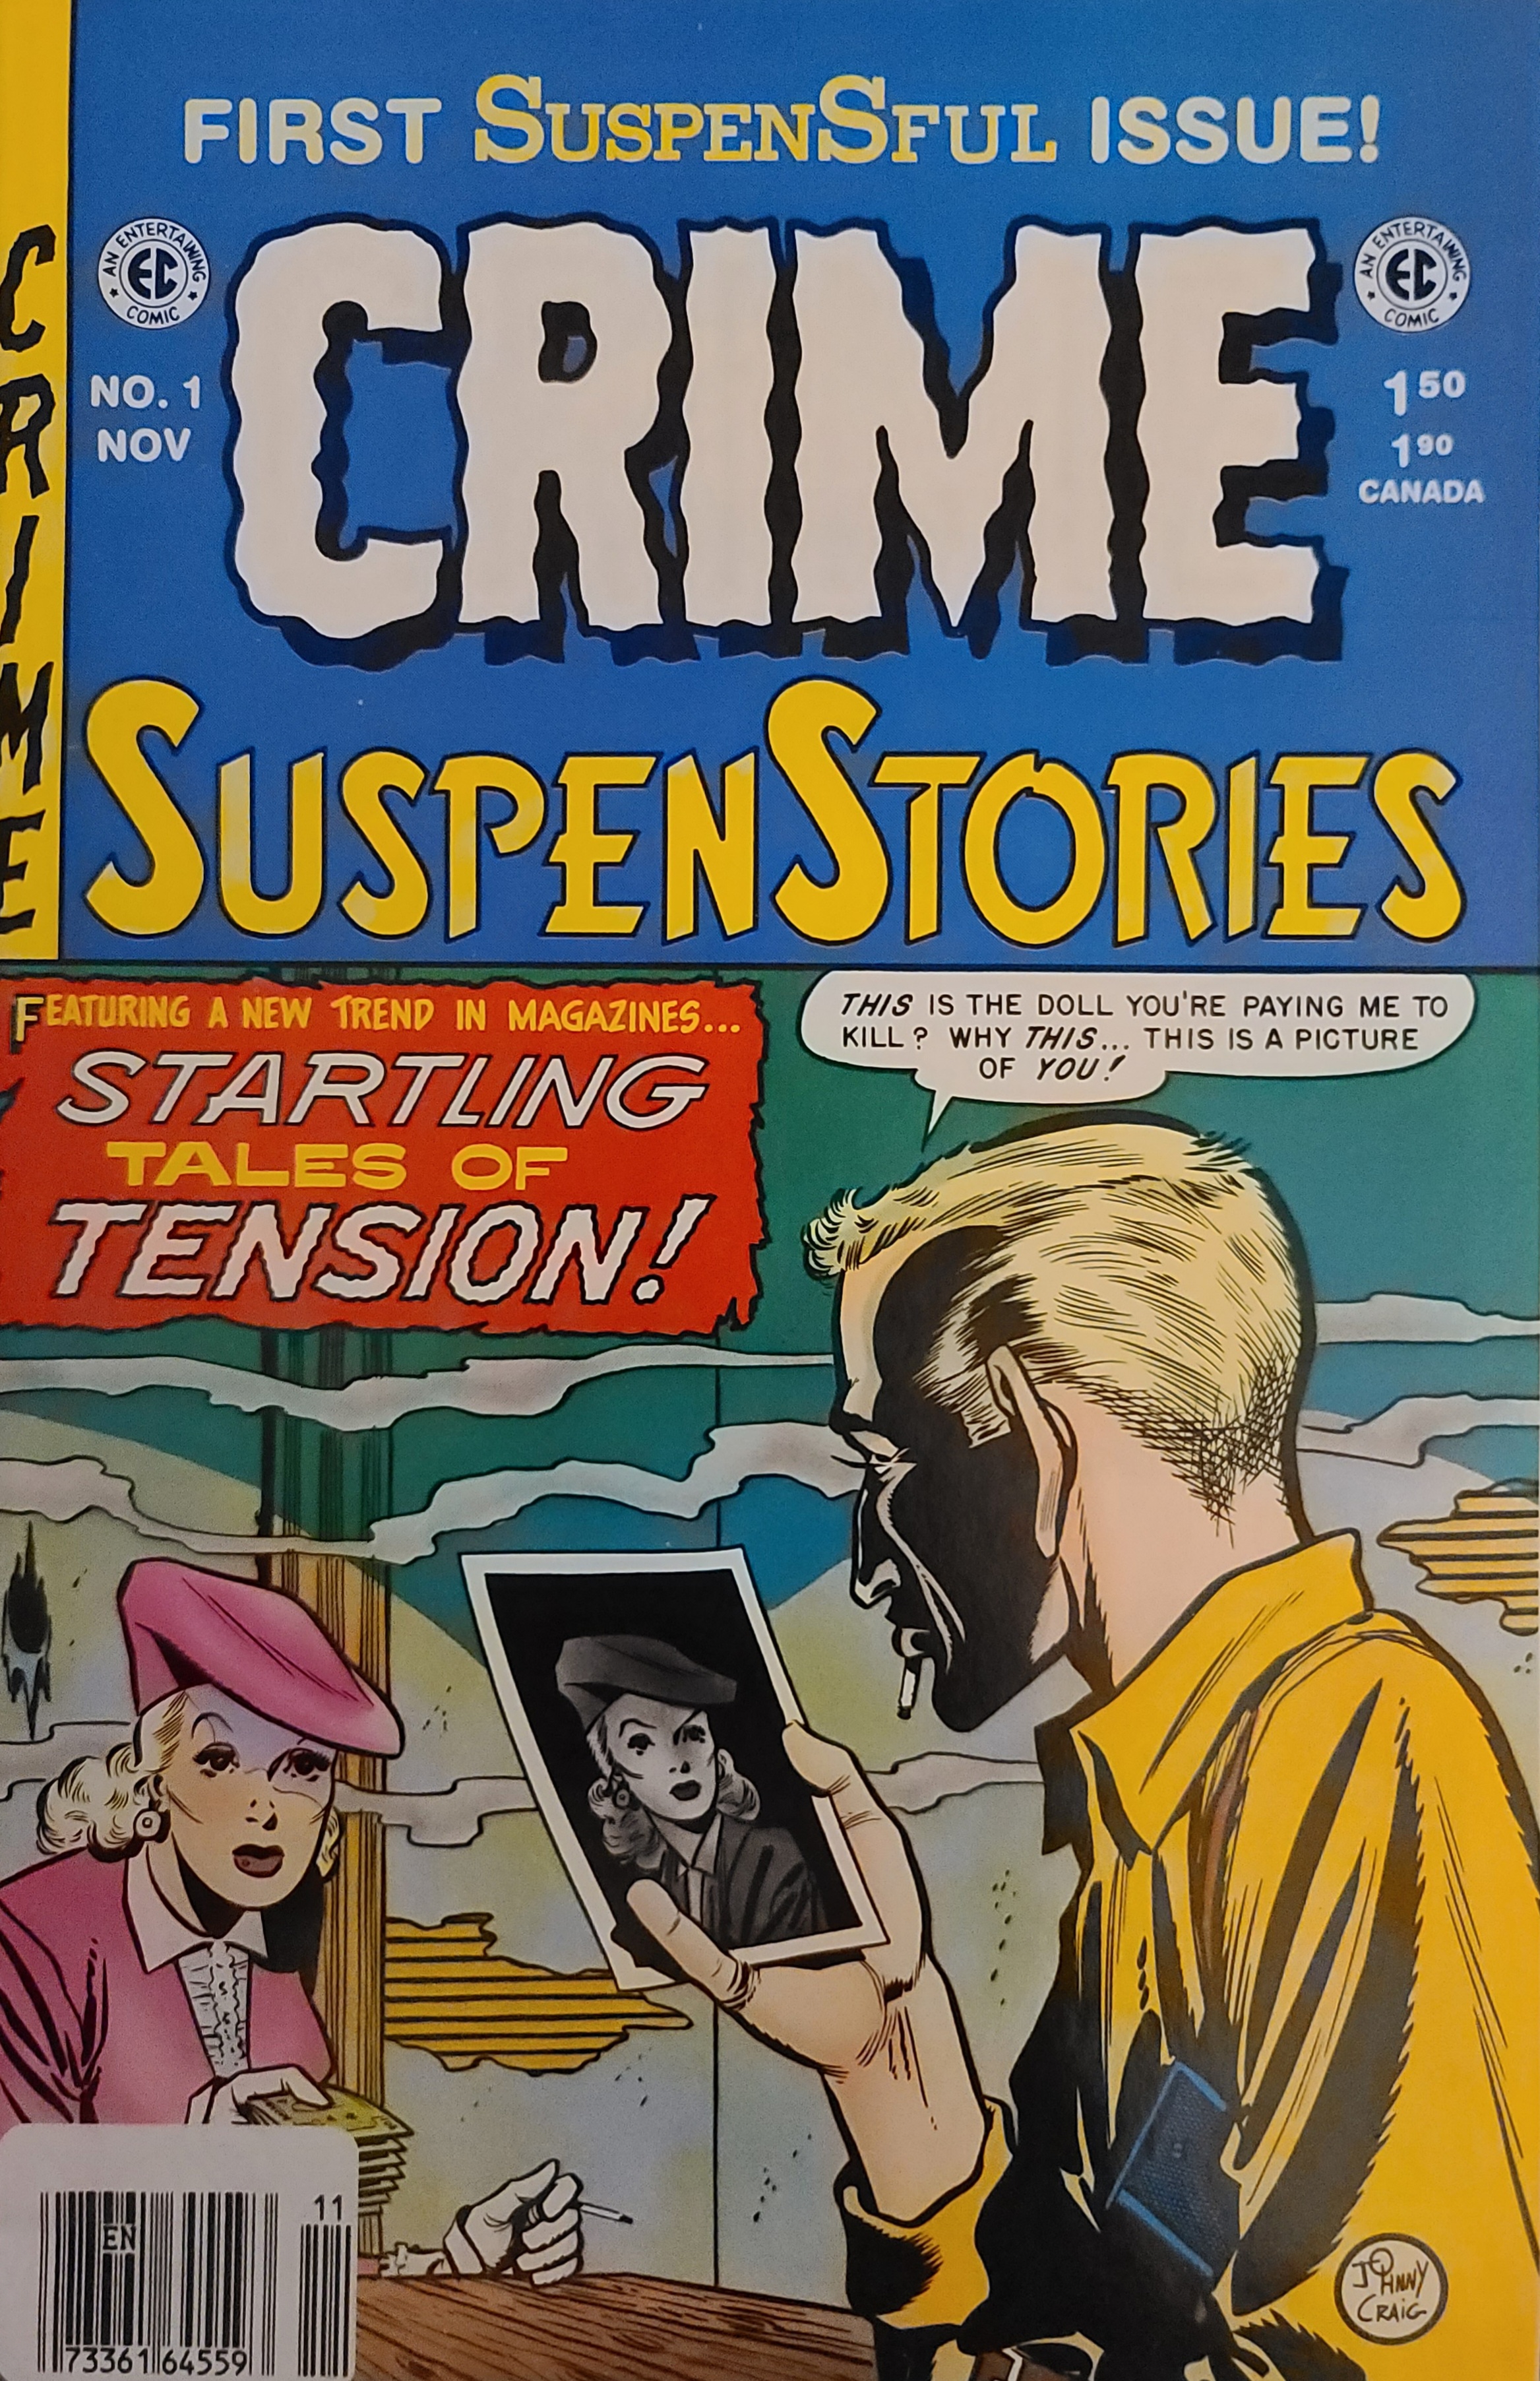 FIRST SUSPENSFUL ISSUE!
AN ENTERTAINING
EC
COMIC
CRIME
AN ENTERTAINING
EC
COMIC
NO. 1
NOV
1 50
1 90
CANADA
CRIME
SUSPENSTORIES
FEATURING A NEW TREND IN MAGAZINES...
STARTLING
TALES OF
TENSION!
THIS IS THE DOLL YOU'RE PAYING ME TO
KILL? WHY THIS... THIS IS A PICTURE
OF YOU!
11
EN
73361 64559
JOHNNY
CRAIG